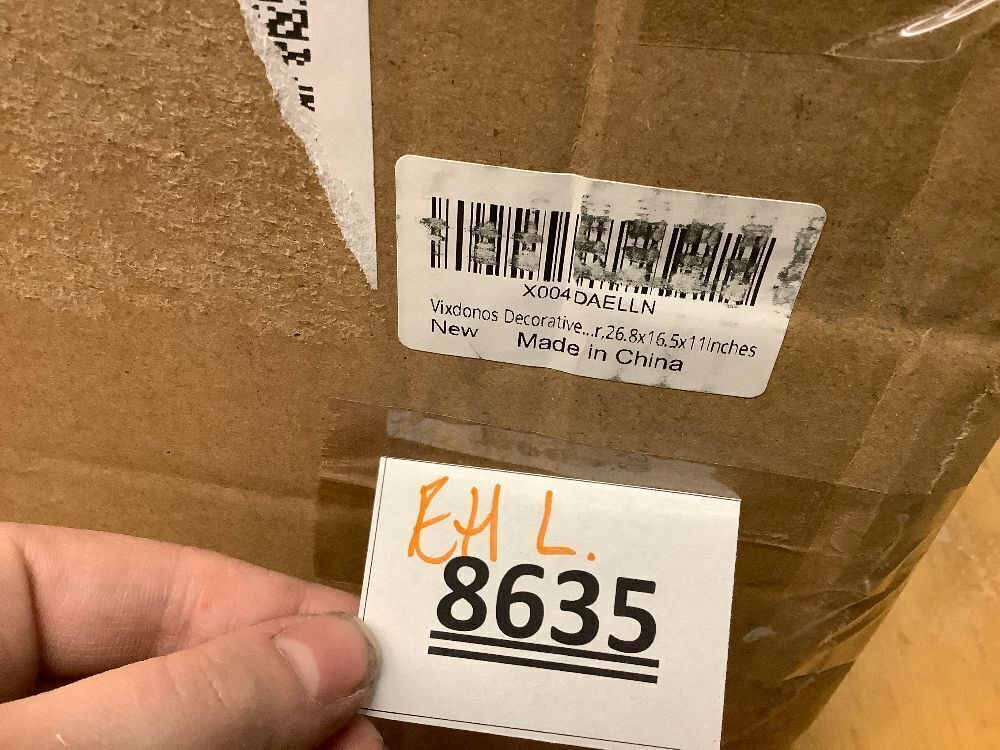 X004DAELLN
Vixdonos Decorative...r,26.8x16.5x11Inches
New Made in China
EH L.
8635